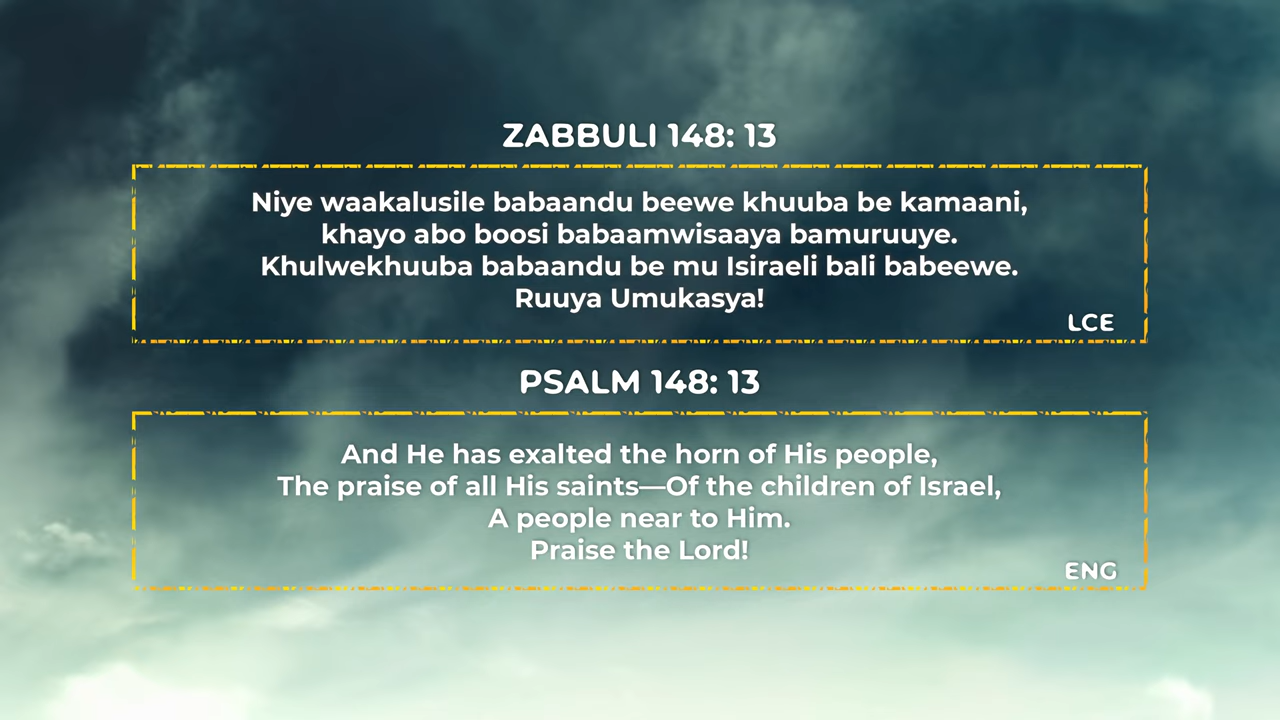 ZABBULI 148: 13
Niye waakalusile babaandu beewe khuuba be kamaani,
khayo abo boosi babaamwisaaya bamuruuye.
Khulwekhuuba babaandu be mu Isiraeli bali babeewe.
Ruuya Umukasya!
LCE
PSALM 148: 13
And He has exalted the horn of His people,
The praise of all His saints—Of the children of Israel,
A people near to Him.
Praise the Lord!
ENG